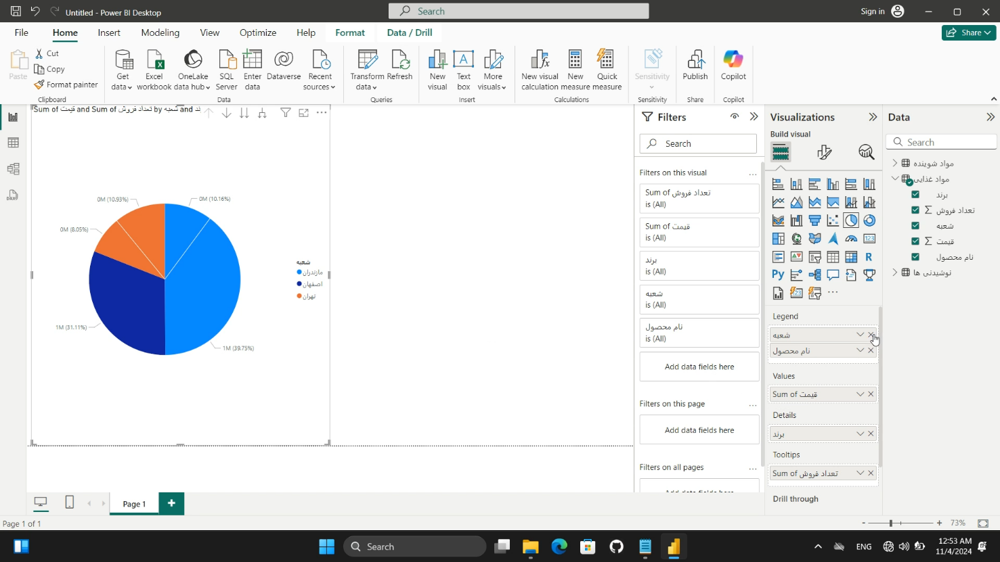 Untitled - Power BI Desktop
Search
Sign in
File
Home
Insert
Modeling
View
Optimize
Help
Format
Data / Drill
Share
Paste
Cut
Copy
Format painter
Clipboard
Get data
Excel workbook
OneLake data hub
SQL Server
Enter data
Dataverse
Recent sources
Data
Transform data
Refresh
Queries
New visual
Text box
More visuals
Insert
New visual calculation
New measure
Quick measure
Calculations
Sensitivity
Sensitivity
Publish
Share
Copilot
Copilot
DAX
Sum of قیمت and Sum of تعداد فروش by شعبه and ند
0M (10.93%)
0M (10.16%)
0M (8.05%)
1M (31.11%)
1M (39.75%)
شعبه
مازندران
اصفهان
تهران
Filters
Search
Filters on this visual
...
Sum of تعداد فروش
is (All)
Sum of قیمت
is (All)
برند
is (All)
شعبه
is (All)
نام محصول
is (All)
Add data fields here
Filters on this page
...
Add data fields here
Filters on all pages
...
Visualizations
Build visual
123
R
Py
123
...
Legend
شعبه
نام محصول
Values
Sum of قیمت
Details
برند
Tooltips
Sum of تعداد فروش
Drill through
Data
Search
مواد شوینده
مواد غذایی
برند
تعداد فروش
شعبه
قیمت
نام محصول
نوشیدنی ها
Page 1
+
Page 1 of 1
- + 73%
Search
ENG
12:53 AM
11/4/2024